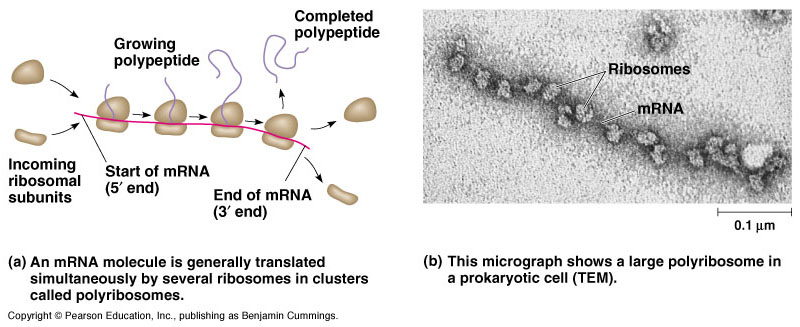 (a)
Growing
polypeptide
Completed
polypeptide
Incoming
ribosomal
subunits
Start of mRNA
(5′ end)
End of mRNA
(3′ end)
(a) An mRNA molecule is generally translated
simultaneously by several ribosomes in clusters
called polyribosomes.
Ribosomes
mRNA
0.1 µm
(b) This micrograph shows a large polyribosome in
a prokaryotic cell (TEM).
Copyright © Pearson Education, Inc., publishing as Benjamin Cummings.